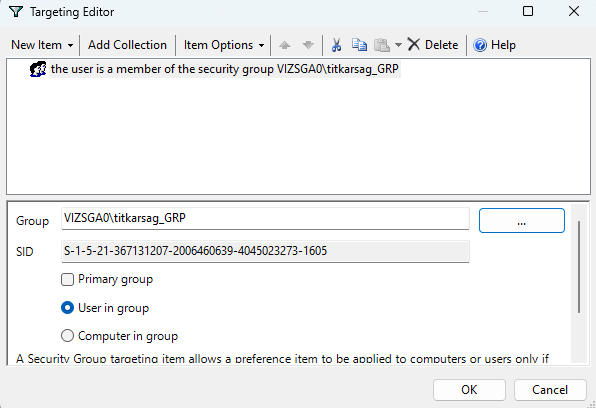 Targeting Editor
New Item Add Collection Item Options Delete Help
the user is a member of the security group VIZSGA0\titkarsag_GRP
Group VIZSGA0\titkarsag_GRP ...
SID S-1-5-21-367131207-2006460639-4045023273-1605
Primary group
User in group
Computer in group
A Security Group targeting item allows a preference item to be applied to computers or users only if
OK Cancel